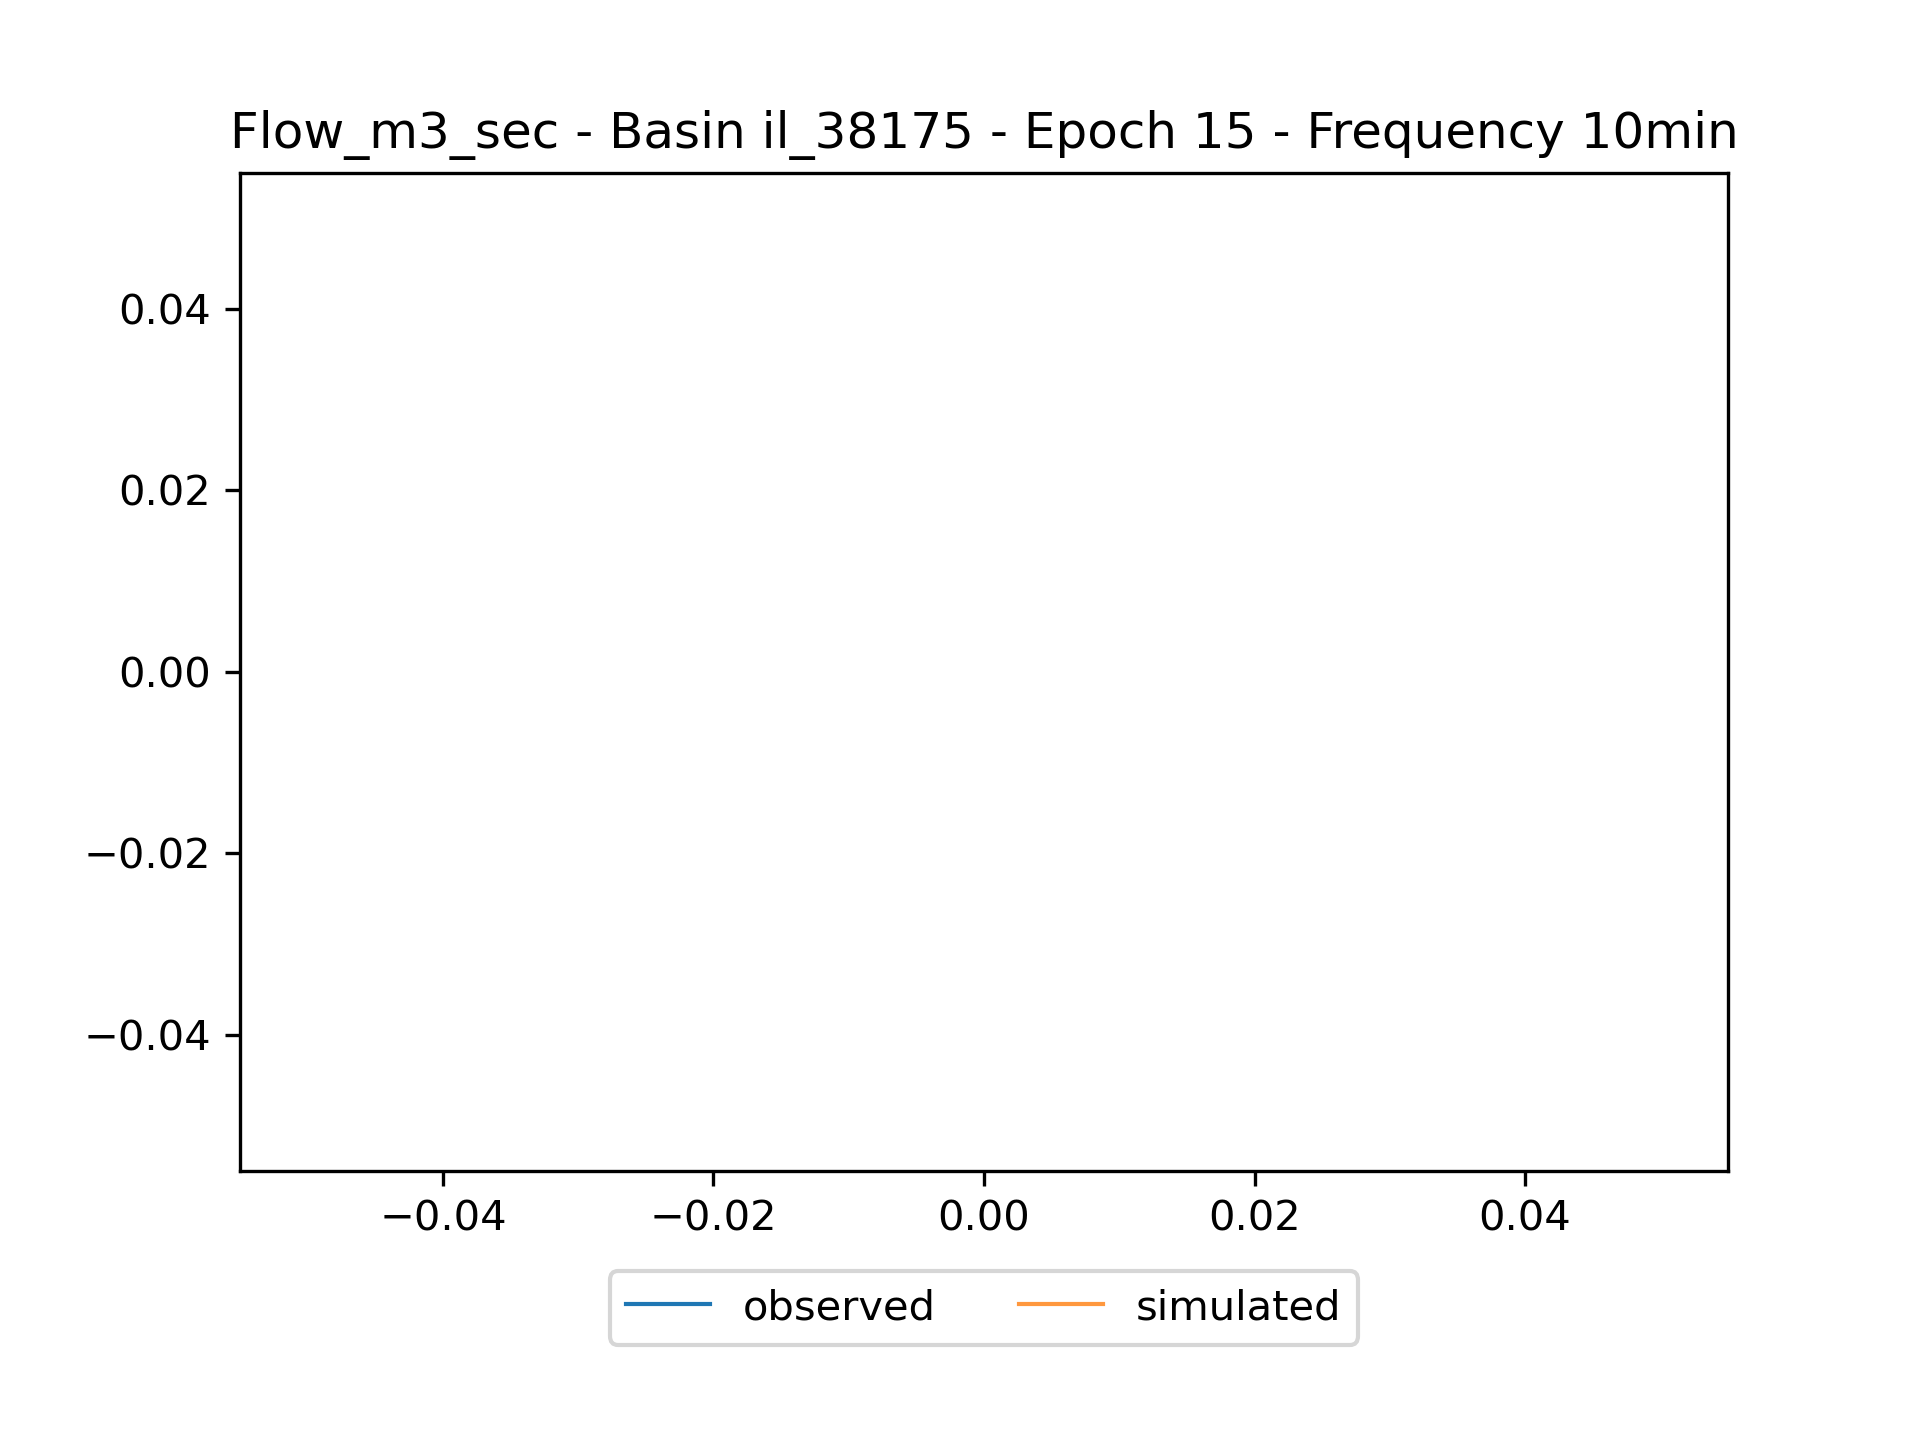 Flow_m3_sec - Basin il_38175 - Epoch 15 - Frequency 10min
0.04
0.02
0.00
−0.02
−0.04
−0.04 −0.02 0.00 0.02 0.04
observed simulated